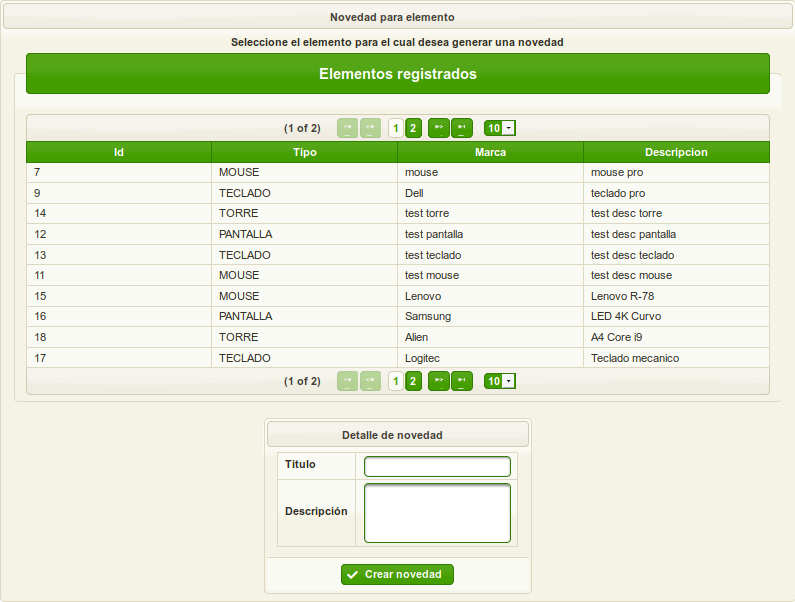 Novedad para elemento
Seleccione el elemento para el cual desea generar una novedad
Elementos registrados
(1 of 2) 1 2 10
Id Tipo Marca Descripcion
7 MOUSE mouse mouse pro
9 TECLADO Dell teclado pro
14 TORRE test torre test desc torre
12 PANTALLA test pantalla test desc pantalla
13 TECLADO test teclado test desc teclado
11 MOUSE test mouse test desc mouse
15 MOUSE Lenovo Lenovo R-78
16 PANTALLA Samsung LED 4K Curvo
18 TORRE Alien A4 Core i9
17 TECLADO Logitec Teclado mecanico
(1 of 2) 1 2 10
Detalle de novedad
Titulo
Descripción
Crear novedad